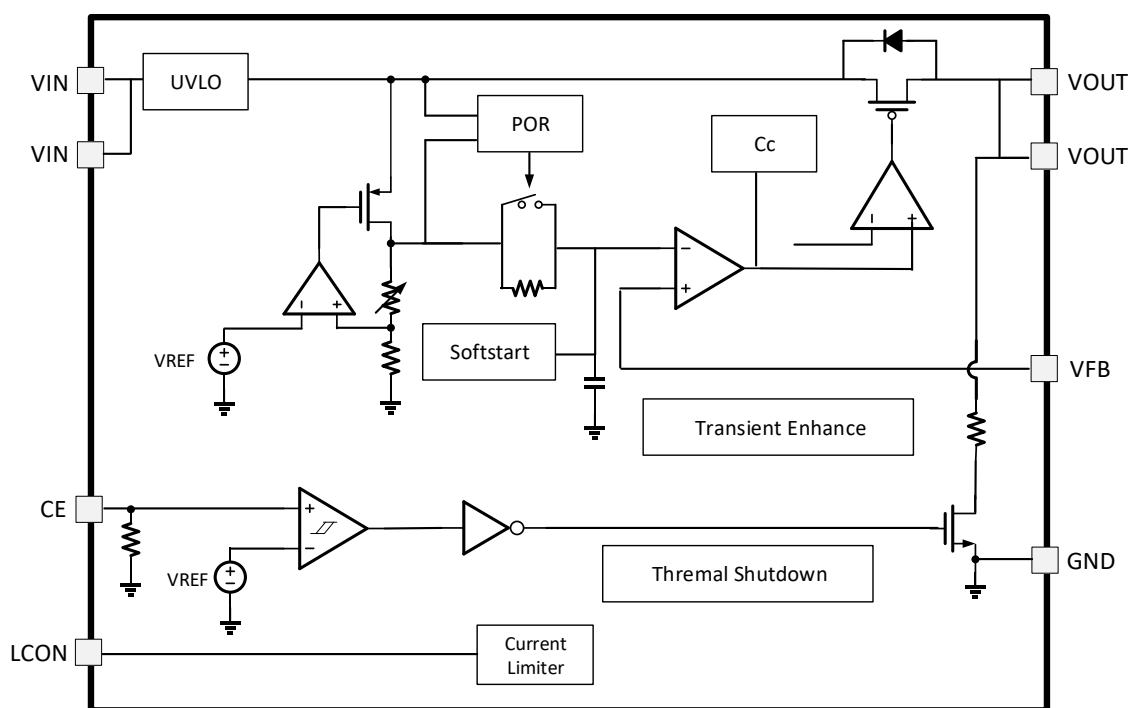 VIN
UVLO
VOUT
POR
Cc
VIN
VOUT
−
+
VREF
+
−
−
+
−
+
Softstart
VFB
Transient Enhance
CE
+
−
VREF
+
−
Thremal Shutdown
GND
LCON
Current
Limiter